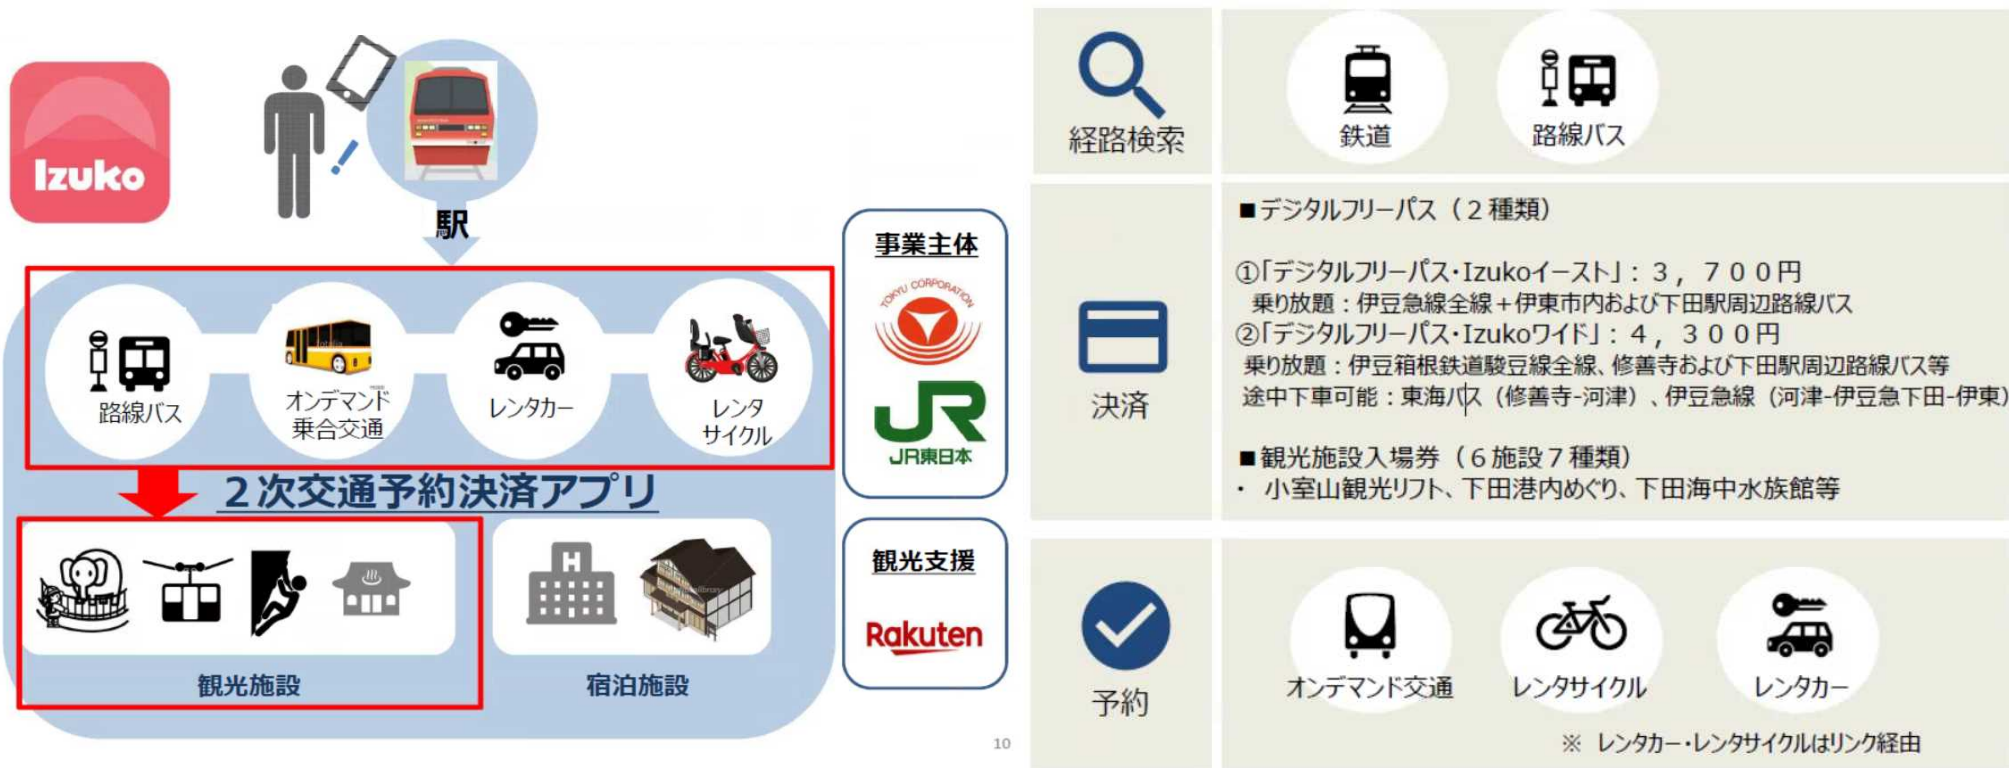 Izuko
駅
路線バス
オンデマンド
乗合交通
レンタカー
レンタ
サイクル
2次交通予約決済アプリ
観光施設
宿泊施設
事業主体
TOKYU CORPORATION
JR
JR東日本
観光支援
Rakuten
10
経路検索
鉄道
路線バス
決済
■デジタルフリーパス（2種類）
①「デジタルフリーパス・Izukoイースト」：3，700円
乗り放題：伊豆急線全線＋伊東市内および下田駅周辺路線バス
②「デジタルフリーパス・Izukoワイド」：4，300円
乗り放題：伊豆箱根鉄道駿豆線全線、修善寺および下田駅周辺路線バス等
途中下車可能：東海バス（修善寺-河津）、伊豆急線（河津-伊豆急下田-伊東）
■観光施設入場券（6施設7種類）
・ 小室山観光リフト、下田港内めぐり、下田海中水族館等
予約
オンデマンド交通
レンタサイクル
レンタカー
※ レンタカー・レンタサイクルはリンク経由